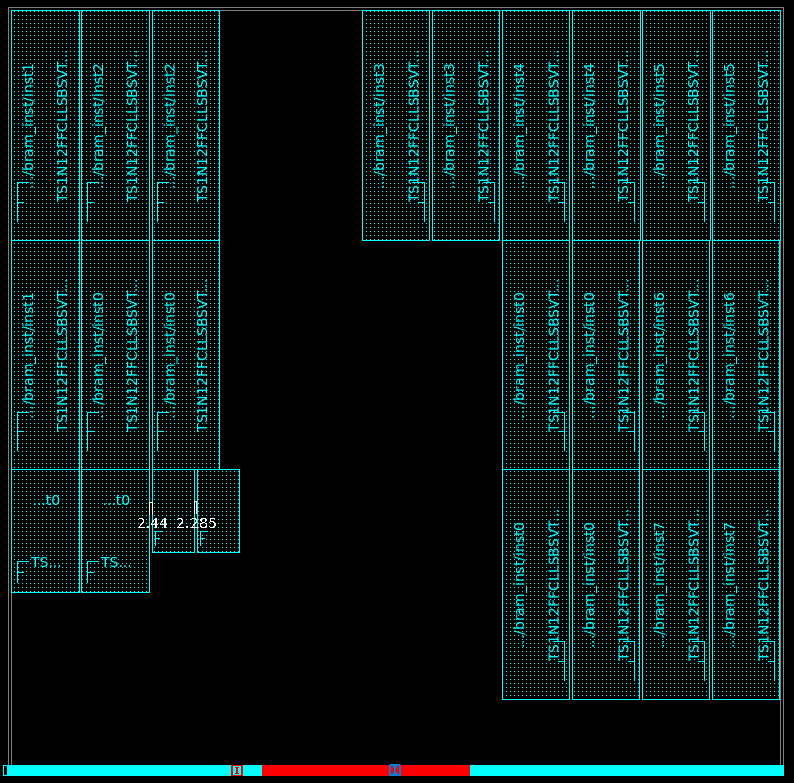 .../bram_inst/inst1
TS1N12FFCLLSBSVT...
.../bram_inst/inst2
TS1N12FFCLLSBSVT...
.../bram_inst/inst2
TS1N12FFCLLSBSVT...
.../bram_inst/inst3
TS1N12FFCLLSBSVT...
.../bram_inst/inst3
TS1N12FFCLLSBSVT...
.../bram_inst/inst4
TS1N12FFCLLSBSVT...
.../bram_inst/inst4
TS1N12FFCLLSBSVT...
.../bram_inst/inst5
TS1N12FFCLLSBSVT...
.../bram_inst/inst5
TS1N12FFCLLSBSVT...
.../bram_inst/inst1
TS1N12FFCLLSBSVT...
.../bram_inst/inst0
TS1N12FFCLLSBSVT...
.../bram_inst/inst0
TS1N12FFCLLSBSVT...
.../bram_inst/inst0
TS1N12FFCLLSBSVT...
.../bram_inst/inst0
TS1N12FFCLLSBSVT...
.../bram_inst/inst6
TS1N12FFCLLSBSVT...
.../bram_inst/inst6
TS1N12FFCLLSBSVT...
...t0
TS...
...t0
TS...
2.44
2.285
.../bram_inst/inst0
TS1N12FFCLLSBSVT...
.../bram_inst/inst0
TS1N12FFCLLSBSVT...
.../bram_inst/inst7
TS1N12FFCLLSBSVT...
.../bram_inst/inst7
TS1N12FFCLLSBSVT...
I